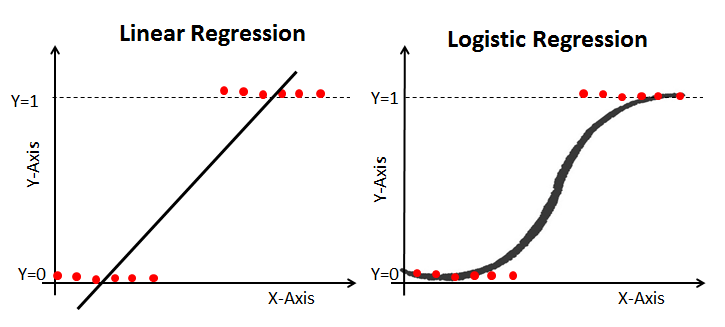 Linear Regression
Y=1
Y-Axis
Y=0
X-Axis
Logistic Regression
Y=1
Y-Axis
Y=0
X-Axis